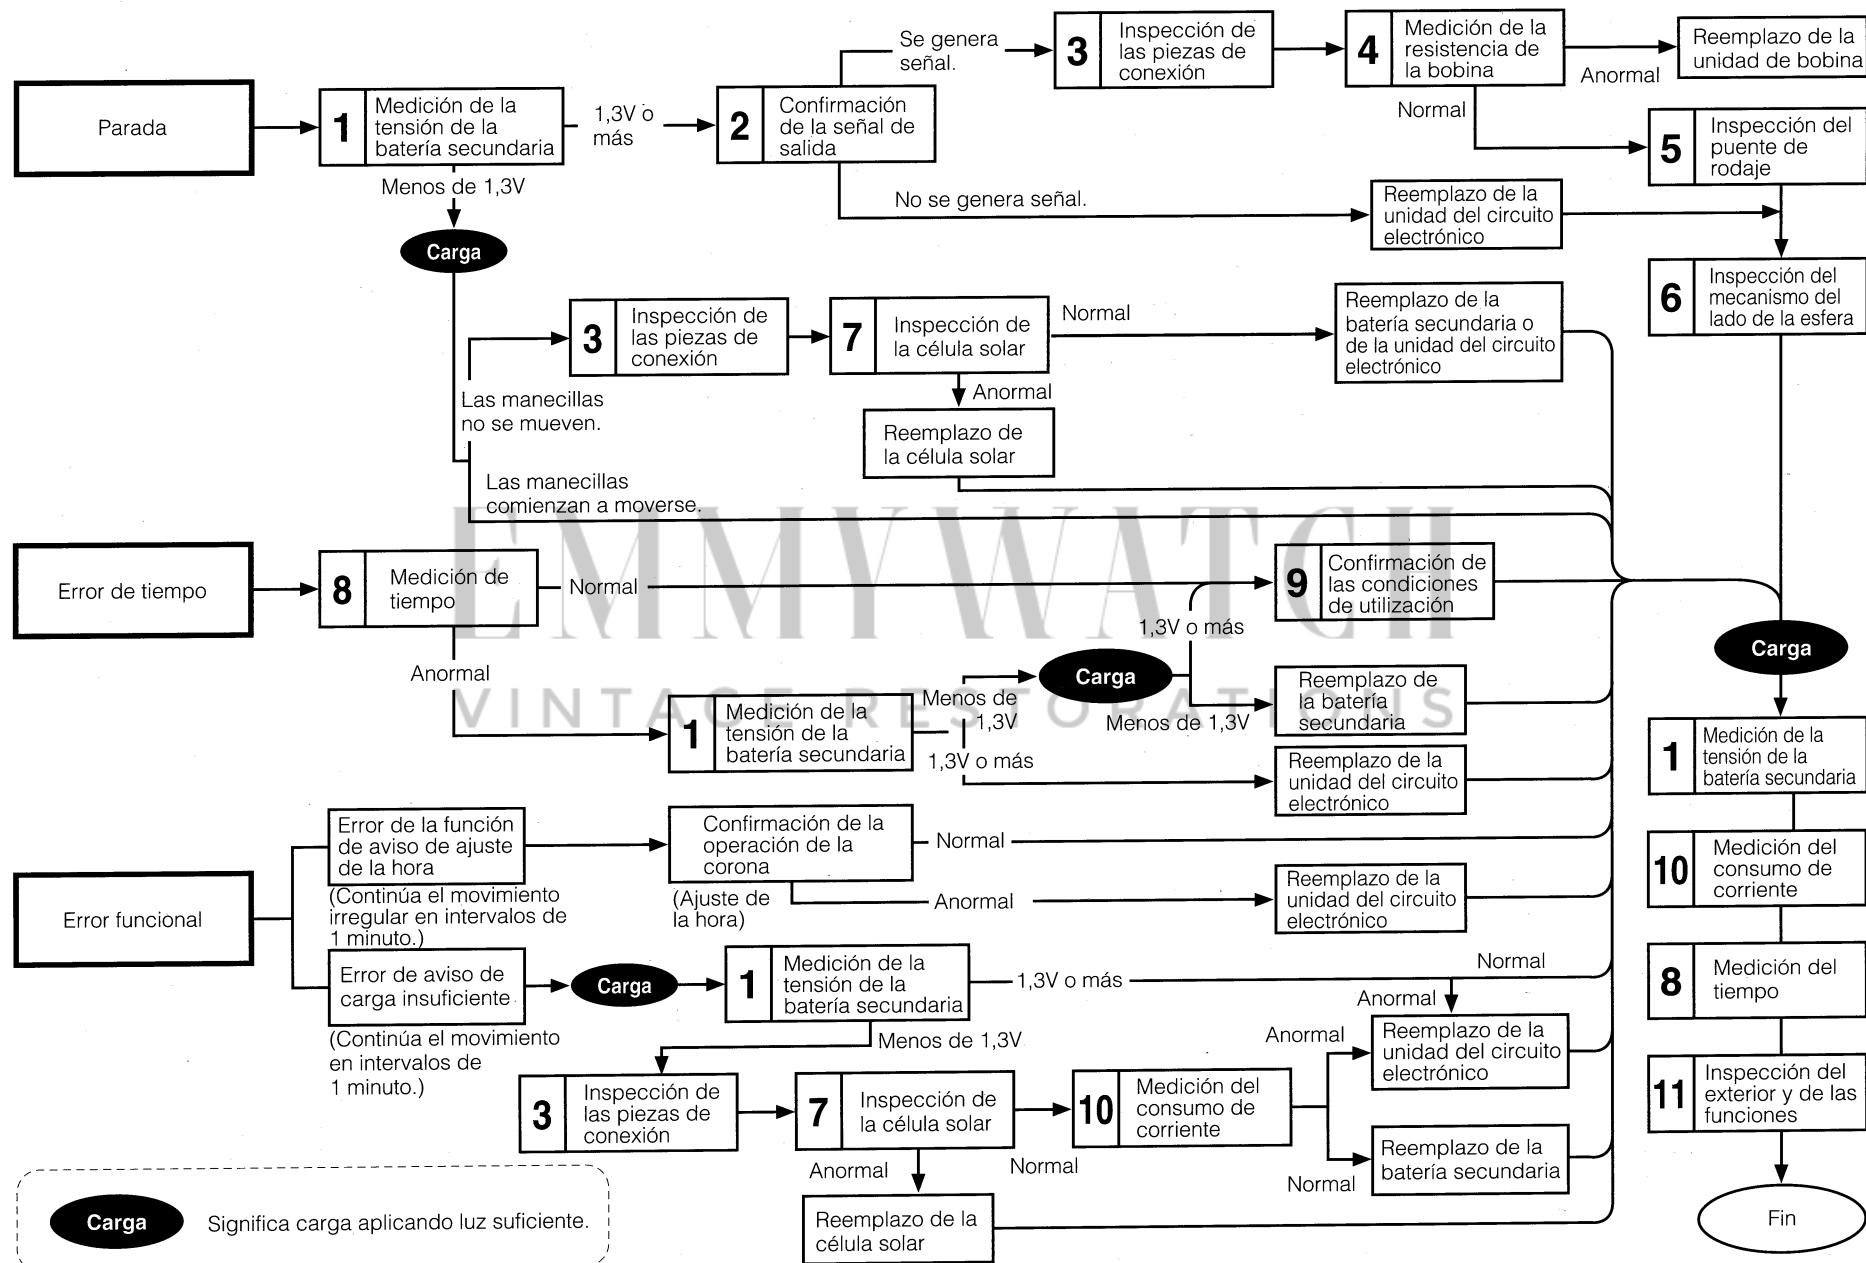 Parada
1
Medición de la
tensión de la
batería secundaria
1,3V o
más
2
Confirmación
de la señal de
salida
Se genera
señal.
3
Inspección de
las piezas de
conexión
4
Medición de la
resistencia de
la bobina
Anormal
Reemplazo de la
unidad de bobina
Normal
5
Inspección del
puente de
rodaje
No se genera señal.
Reemplazo de la
unidad del circuito
electrónico
6
Inspección del
mecanismo del
lado de la esfera
Menos de 1,3V
Carga
Las manecillas
no se mueven.
3
Inspección de
las piezas de
conexión
7
Inspección de
la célula solar
Normal
Reemplazo de la
batería secundaria o
de la unidad del circuito
electrónico
Anormal
Reemplazo de
la célula solar
Las manecillas
comienzan a moverse.
EMMYWATCH
VINTAGE RESTORATIONS
Error de tiempo
8
Medición de
tiempo
Normal
9
Confirmación de
las condiciones
de utilización
Anormal
1
Medición de la
tensión de la
batería secundaria
Menos de
1,3V
Carga
1,3V o más
Menos de 1,3V
Reemplazo de
la batería
secundaria
1,3V o más
Reemplazo de la
unidad del circuito
electrónico
Error funcional
Error de la función
de aviso de ajuste
de la hora
(Continúa el movimiento
irregular en intervalos de
1 minuto.)
Confirmación de la
operación de la
corona
(Ajuste de
la hora)
Normal
Anormal
Reemplazo de la
unidad del circuito
electrónico
Error de aviso de
carga insuficiente
(Continúa el movimiento
en intervalos de
1 minuto.)
Carga
1
Medición de la
tensión de la
batería secundaria
1,3V o más
Normal
Anormal
Menos de 1,3V
3
Inspección de
las piezas de
conexión
7
Inspección de
la célula solar
Normal
10
Medición del
consumo de
corriente
Anormal
Reemplazo de la
unidad del circuito
electrónico
Normal
Reemplazo de la
batería secundaria
Anormal
Reemplazo de la
célula solar
Carga
1
Medición de la
tensión de la
batería secundaria
10
Medición del
consumo de
corriente
8
Medición del
tiempo
11
Inspección del
exterior y de las
funciones
Fin
Carga
Significa carga aplicando luz suficiente.